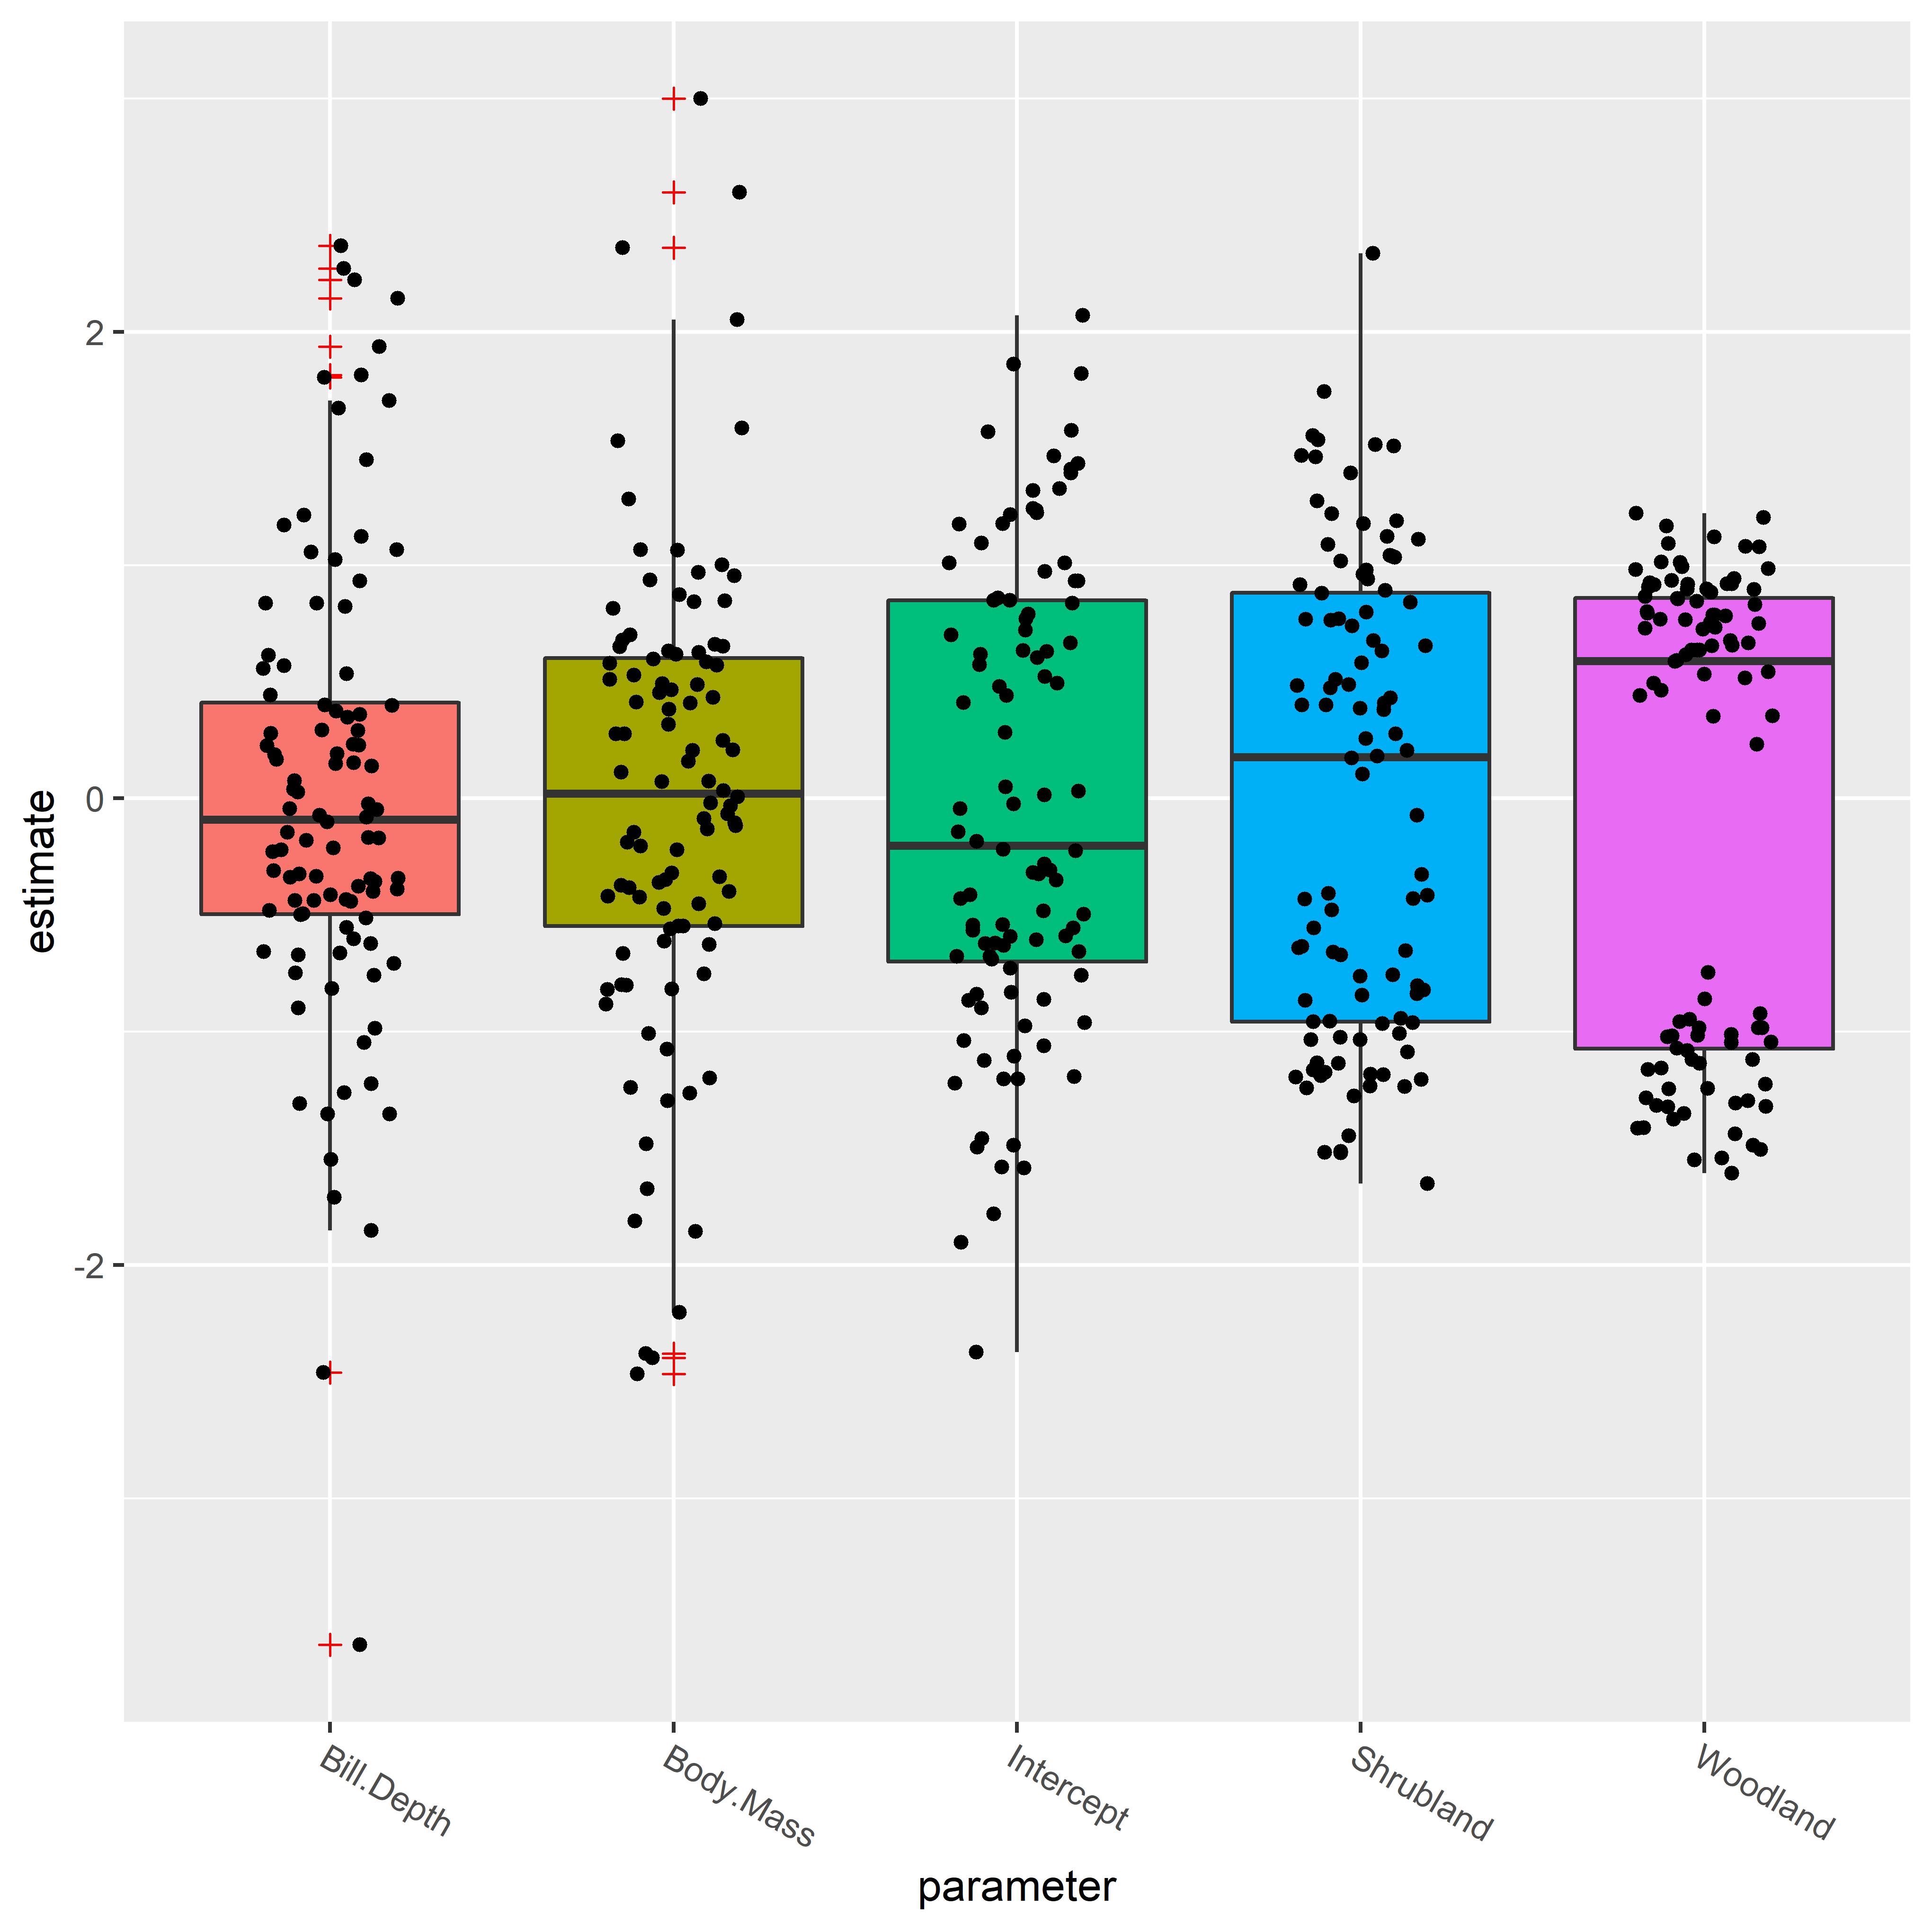 estimate
2
0
-2
Bill.Depth
Body.Mass
Intercept
Shrubland
Woodland
parameter